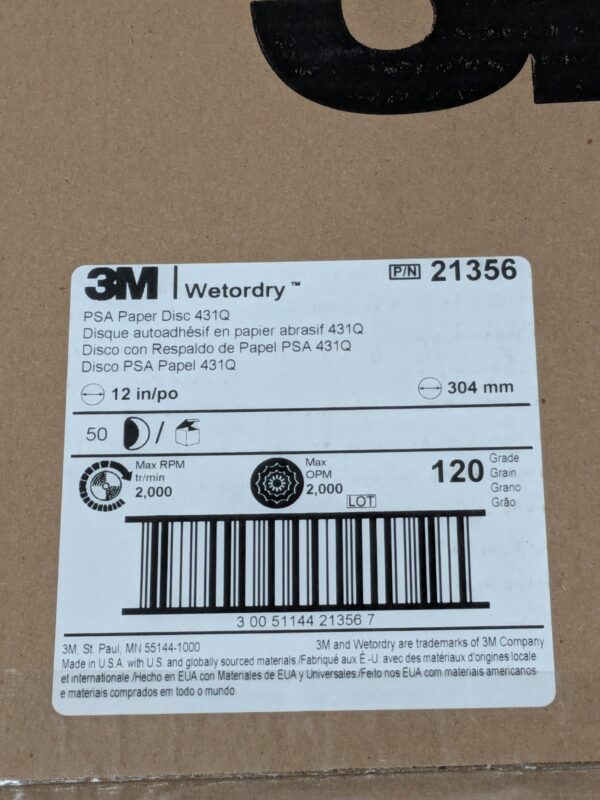 3M | Wetordry™ P/N 21356
PSA Paper Disc 431Q
Disque autoadhésif en papier abrasif 431Q
Disco con Respaldo de Papel PSA 431Q
Disco PSA Papel 431Q
12 in/po 304 mm
50 /
Max RPM
tr/min
2,000
Max
OPM
2,000
LOT
120
Grade
Grain
Grano
Grão
3 00 51144 21356 7
3M, St. Paul, MN 55144-1000 3M and Wetordry are trademarks of 3M Company
Made in U.S.A. with U.S. and globally sourced materials /Fabriqué aux É.-U. avec des matériaux d'origines locale
et internationale /Hecho en EUA con Materiales de EUA y Universales /Feito nos EUA com materiais americanos
e materiais comprados em todo o mundo